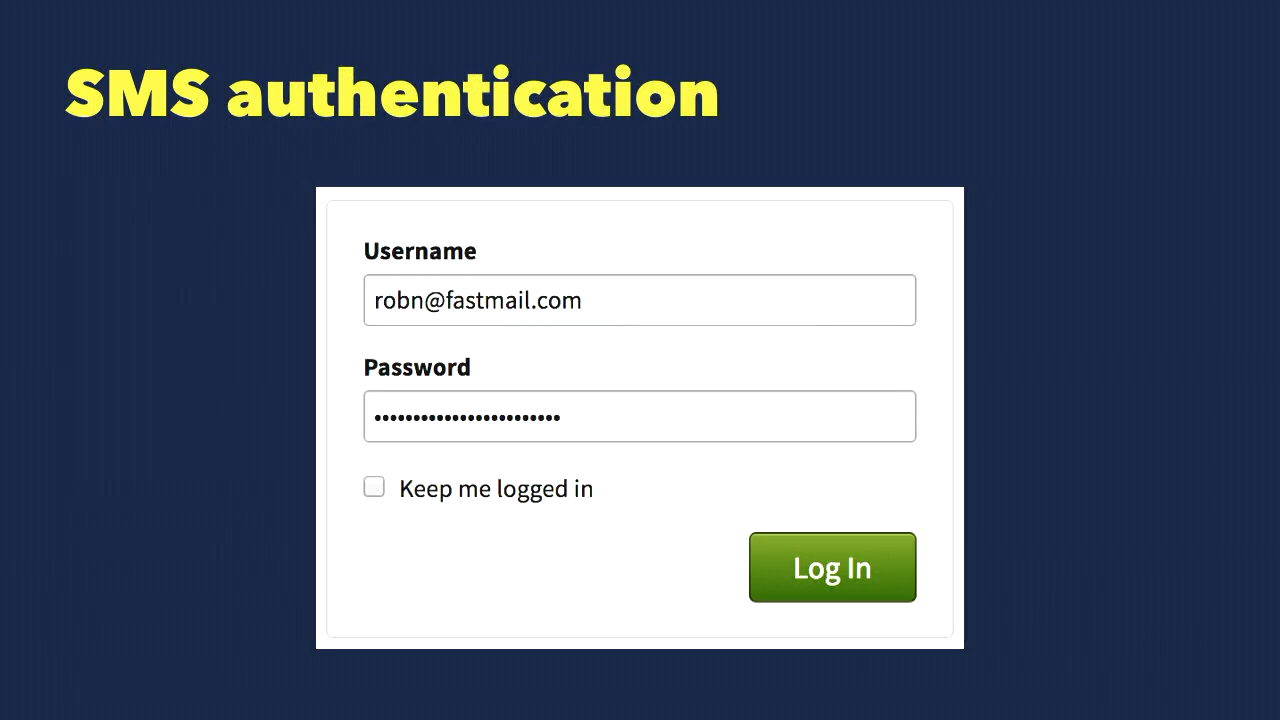 SMS authentication
Username
robn@fastmail.com
Password
••••••••••••••••••••••••
Keep me logged in
Log In